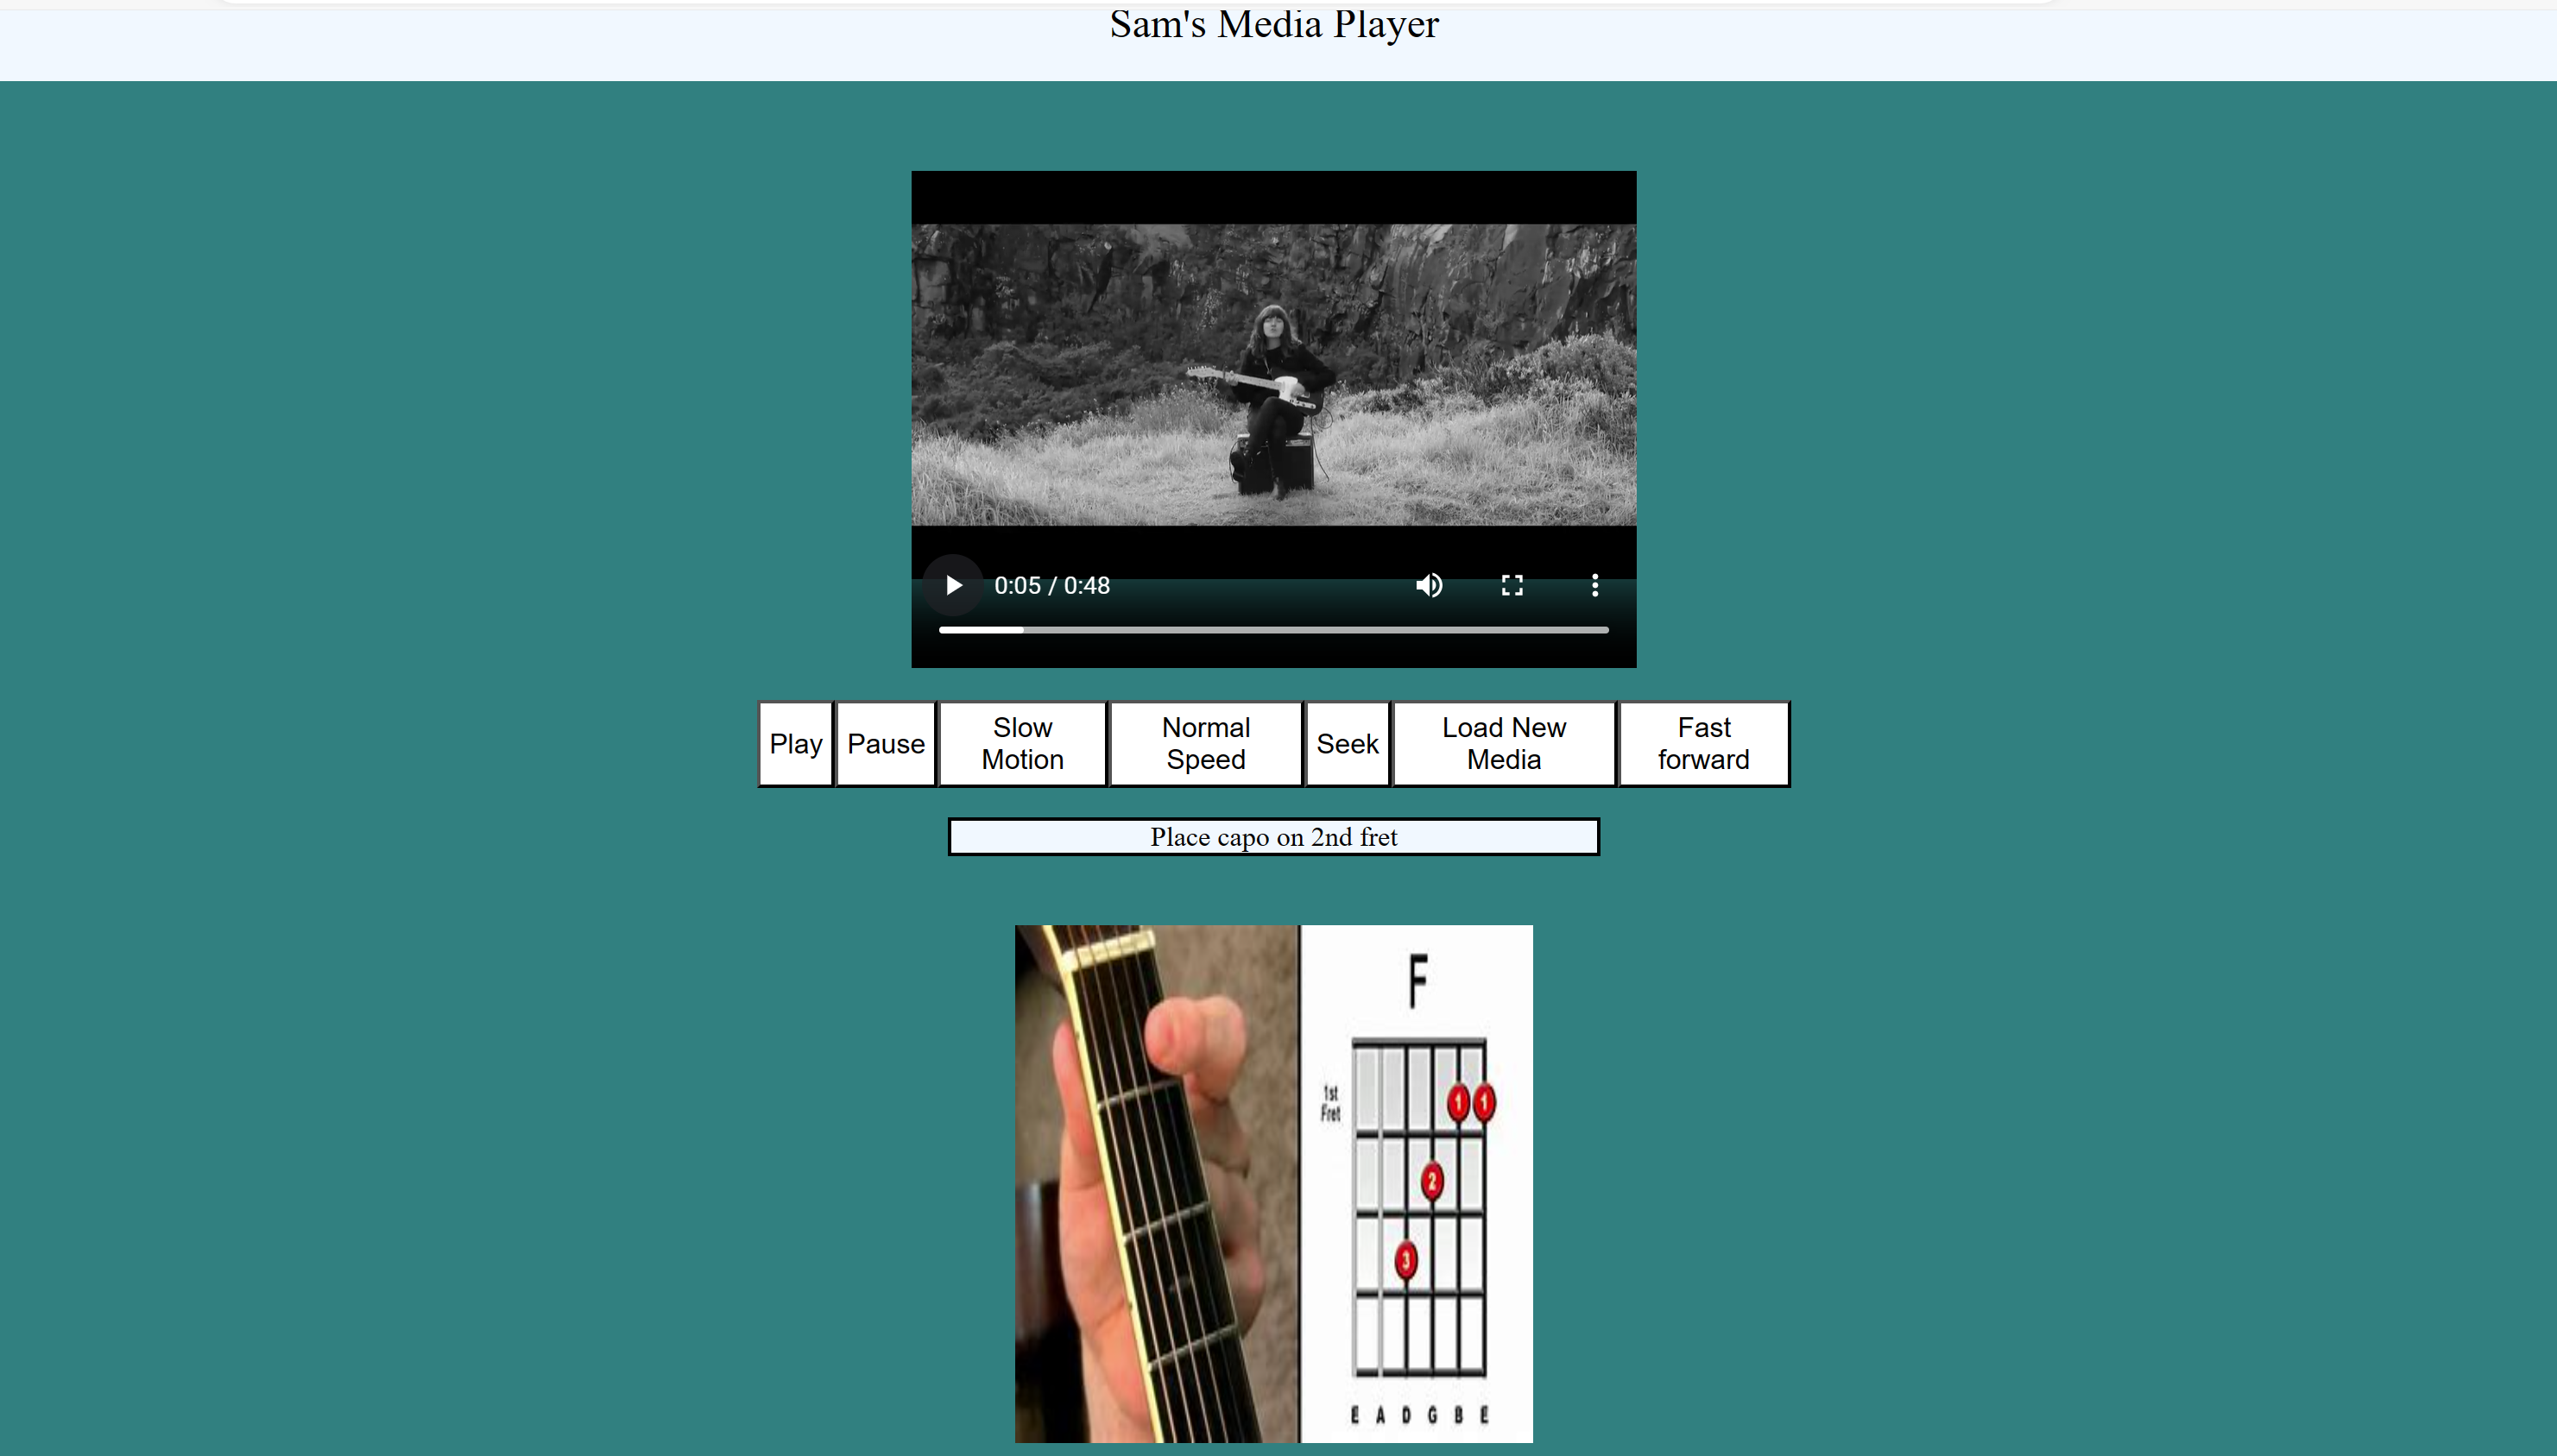 Sam's Media Player
0:05 / 0:48
Play
Pause
Slow
Motion
Normal
Speed
Seek
Load New
Media
Fast
forward
Place capo on 2nd fret
F
1st
Fret
1 1
2
3
E A D G B E